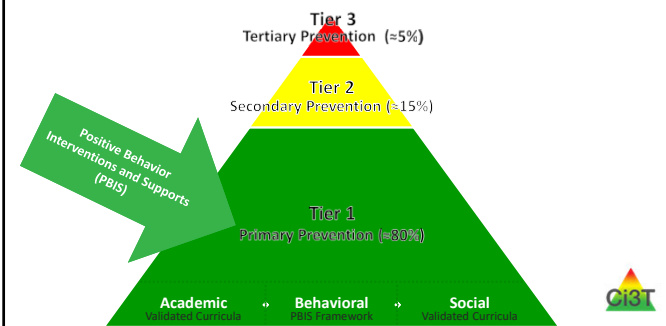 Tier 3
Tertiary Prevention (≈5%)
Tier 2
Secondary Prevention (≈15%)
Positive Behavior
Interventions and Supports
(PBIS)
Tier 1
Primary Prevention (≈80%)
Academic ↔ Behavioral ↔ Social
Validated Curricula PBIS Framework Validated Curricula
Ci3T